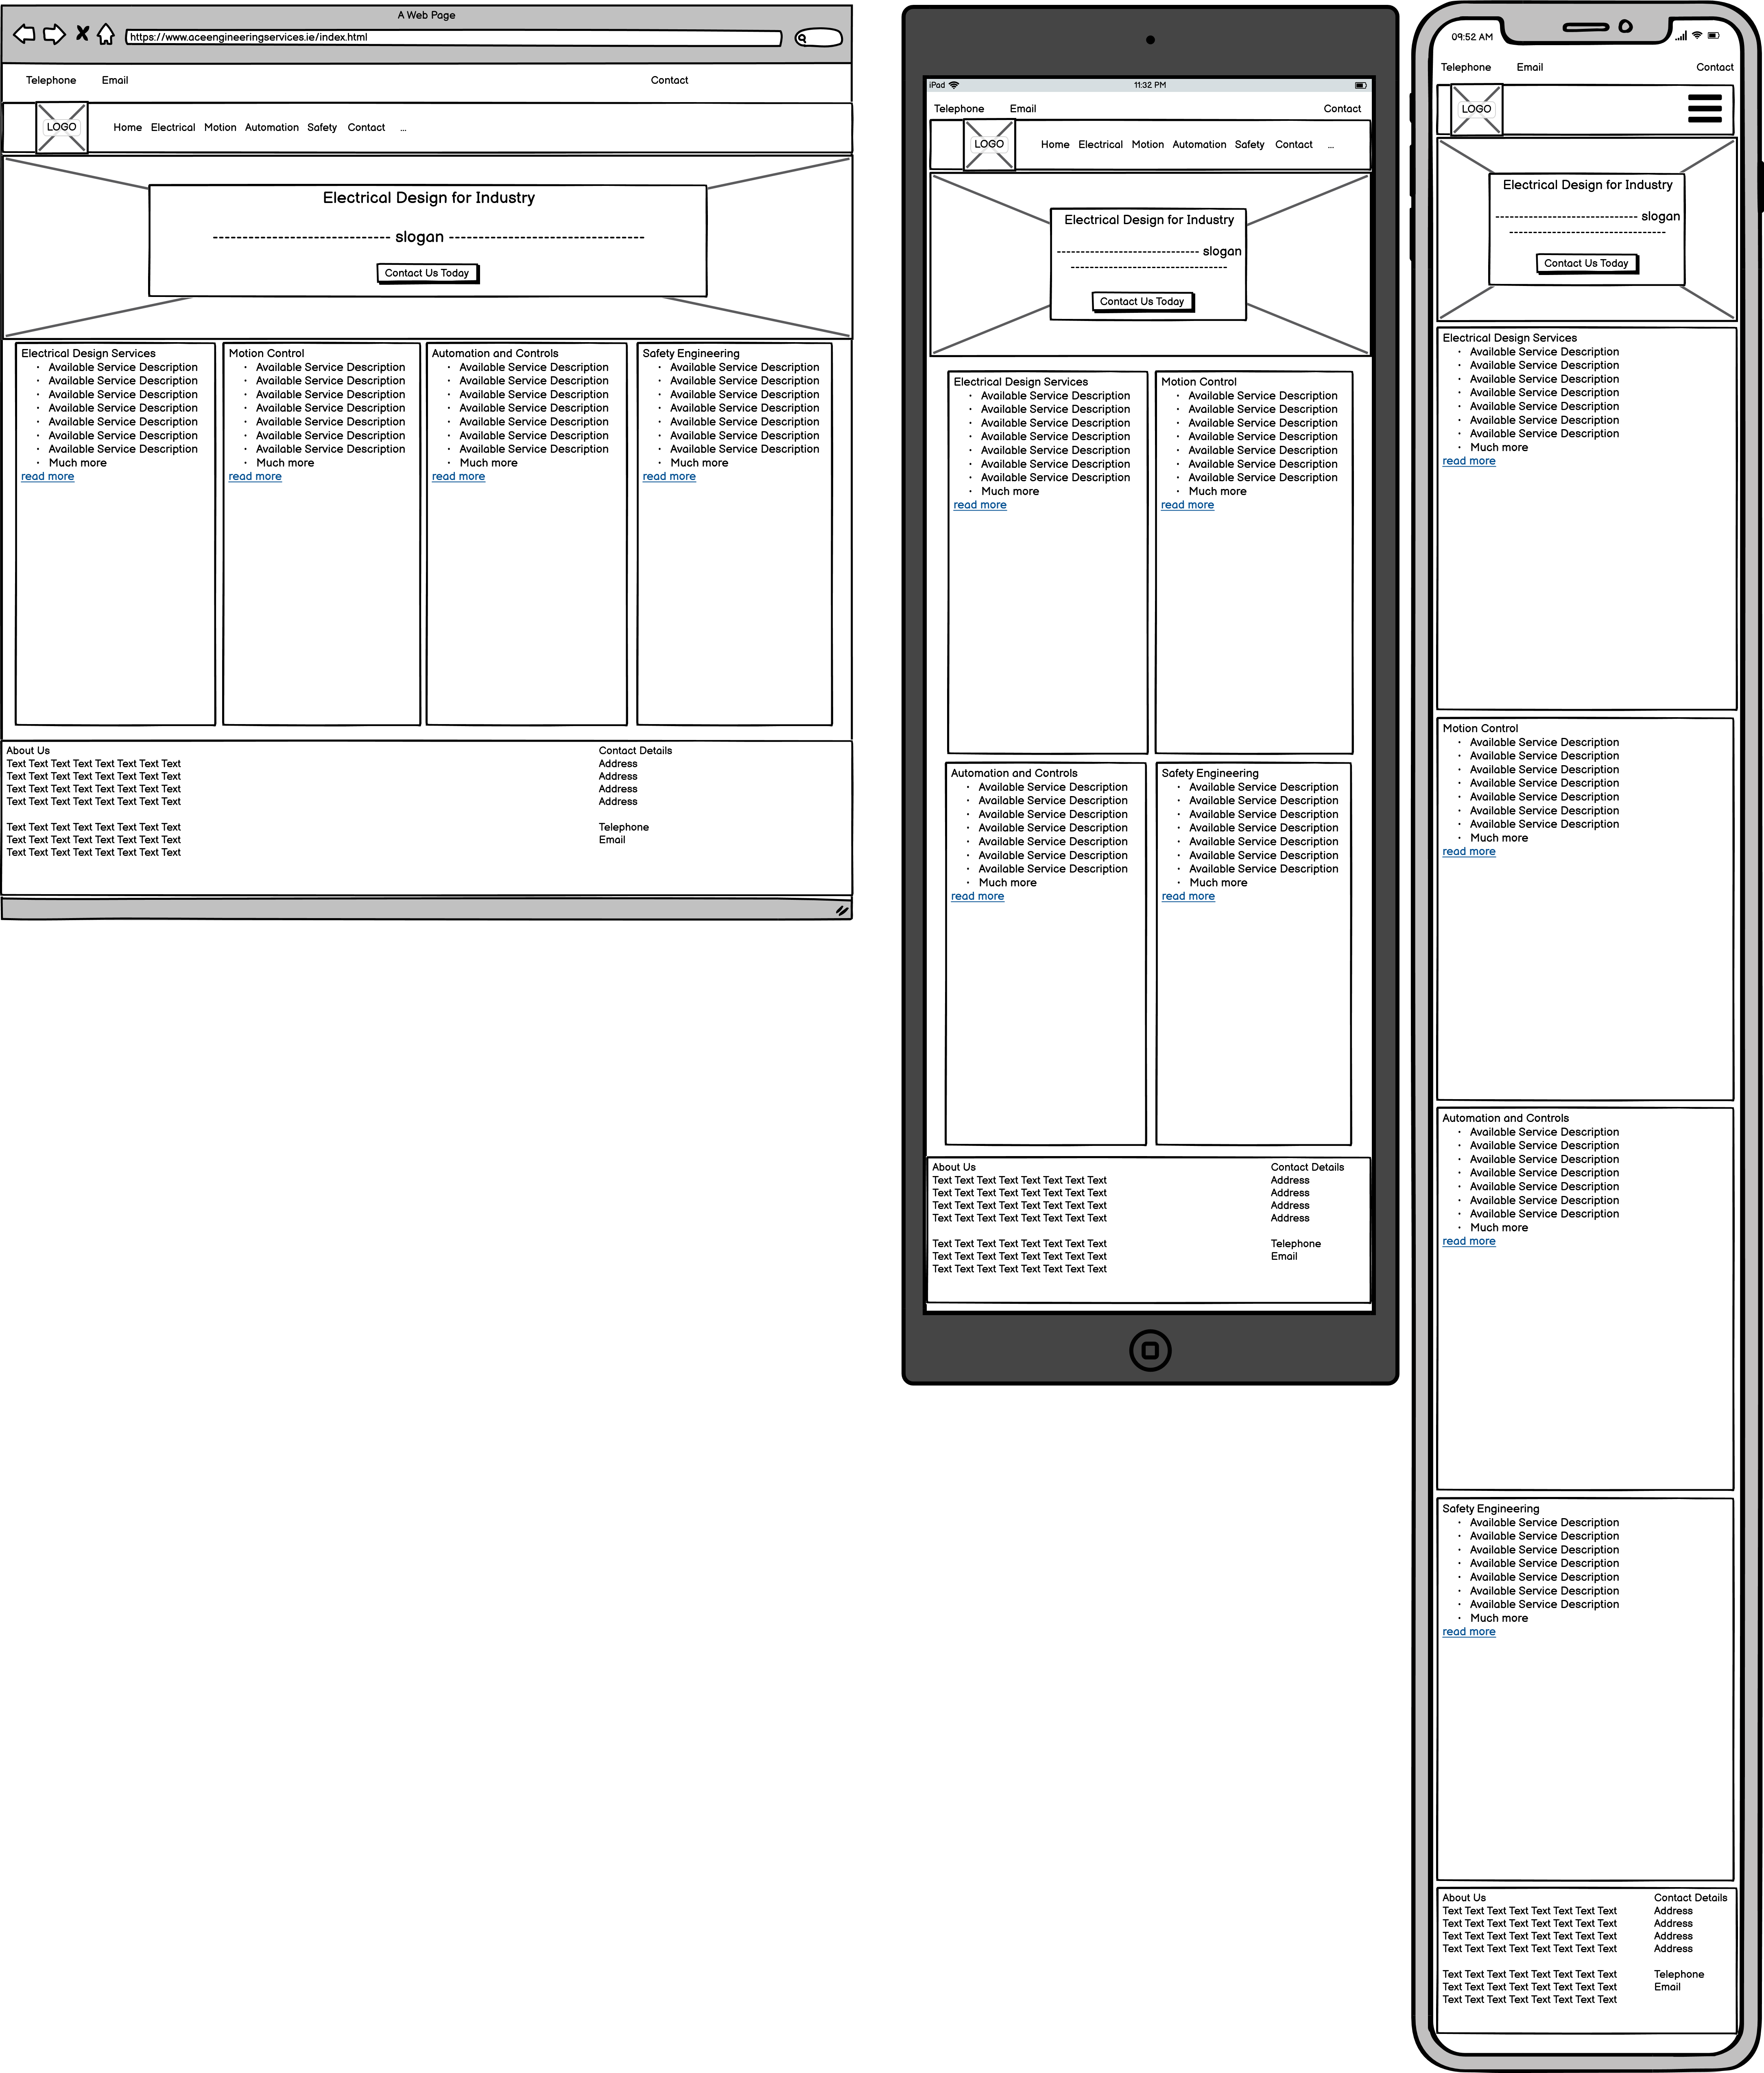 A Web Page
https://www.aceengineeringservices.ie/index.html
Telephone Email Contact
LOGO Home Electrical Motion Automation Safety Contact ...
Electrical Design for Industry
-------------------------------- slogan -----------------------------------
Contact Us Today
Electrical Design Services
• Available Service Description
• Available Service Description
• Available Service Description
• Available Service Description
• Available Service Description
• Available Service Description
• Available Service Description
• Much more
read more
Motion Control
• Available Service Description
• Available Service Description
• Available Service Description
• Available Service Description
• Available Service Description
• Available Service Description
• Available Service Description
• Much more
read more
Automation and Controls
• Available Service Description
• Available Service Description
• Available Service Description
• Available Service Description
• Available Service Description
• Available Service Description
• Available Service Description
• Much more
read more
Safety Engineering
• Available Service Description
• Available Service Description
• Available Service Description
• Available Service Description
• Available Service Description
• Available Service Description
• Available Service Description
• Much more
read more
About Us
Text Text Text Text Text Text Text Text
Text Text Text Text Text Text Text Text
Text Text Text Text Text Text Text Text
Text Text Text Text Text Text Text Text
Text Text Text Text Text Text Text Text
Text Text Text Text Text Text Text Text
Text Text Text Text Text Text Text Text
Contact Details
Address
Address
Address
Address
Telephone
Email
iPad 11:32 PM
Telephone Email Contact
LOGO Home Electrical Motion Automation Safety Contact ...
Electrical Design for Industry
-------------------------------- slogan
-----------------------------------
Contact Us Today
Electrical Design Services
• Available Service Description
• Available Service Description
• Available Service Description
• Available Service Description
• Available Service Description
• Available Service Description
• Available Service Description
• Much more
read more
Motion Control
• Available Service Description
• Available Service Description
• Available Service Description
• Available Service Description
• Available Service Description
• Available Service Description
• Available Service Description
• Much more
read more
Automation and Controls
• Available Service Description
• Available Service Description
• Available Service Description
• Available Service Description
• Available Service Description
• Available Service Description
• Available Service Description
• Much more
read more
Safety Engineering
• Available Service Description
• Available Service Description
• Available Service Description
• Available Service Description
• Available Service Description
• Available Service Description
• Available Service Description
• Much more
read more
About Us
Text Text Text Text Text Text Text Text
Text Text Text Text Text Text Text Text
Text Text Text Text Text Text Text Text
Text Text Text Text Text Text Text Text
Text Text Text Text Text Text Text Text
Text Text Text Text Text Text Text Text
Text Text Text Text Text Text Text Text
Contact Details
Address
Address
Address
Address
Telephone
Email
09:52 AM
Telephone Email Contact
LOGO
Electrical Design for Industry
-------------------------------- slogan
-----------------------------------
Contact Us Today
Electrical Design Services
• Available Service Description
• Available Service Description
• Available Service Description
• Available Service Description
• Available Service Description
• Available Service Description
• Available Service Description
• Much more
read more
Motion Control
• Available Service Description
• Available Service Description
• Available Service Description
• Available Service Description
• Available Service Description
• Available Service Description
• Available Service Description
• Much more
read more
Automation and Controls
• Available Service Description
• Available Service Description
• Available Service Description
• Available Service Description
• Available Service Description
• Available Service Description
• Available Service Description
• Much more
read more
Safety Engineering
• Available Service Description
• Available Service Description
• Available Service Description
• Available Service Description
• Available Service Description
• Available Service Description
• Available Service Description
• Much more
read more
About Us
Text Text Text Text Text Text Text Text
Text Text Text Text Text Text Text Text
Text Text Text Text Text Text Text Text
Text Text Text Text Text Text Text Text
Text Text Text Text Text Text Text Text
Text Text Text Text Text Text Text Text
Text Text Text Text Text Text Text Text
Contact Details
Address
Address
Address
Address
Telephone
Email